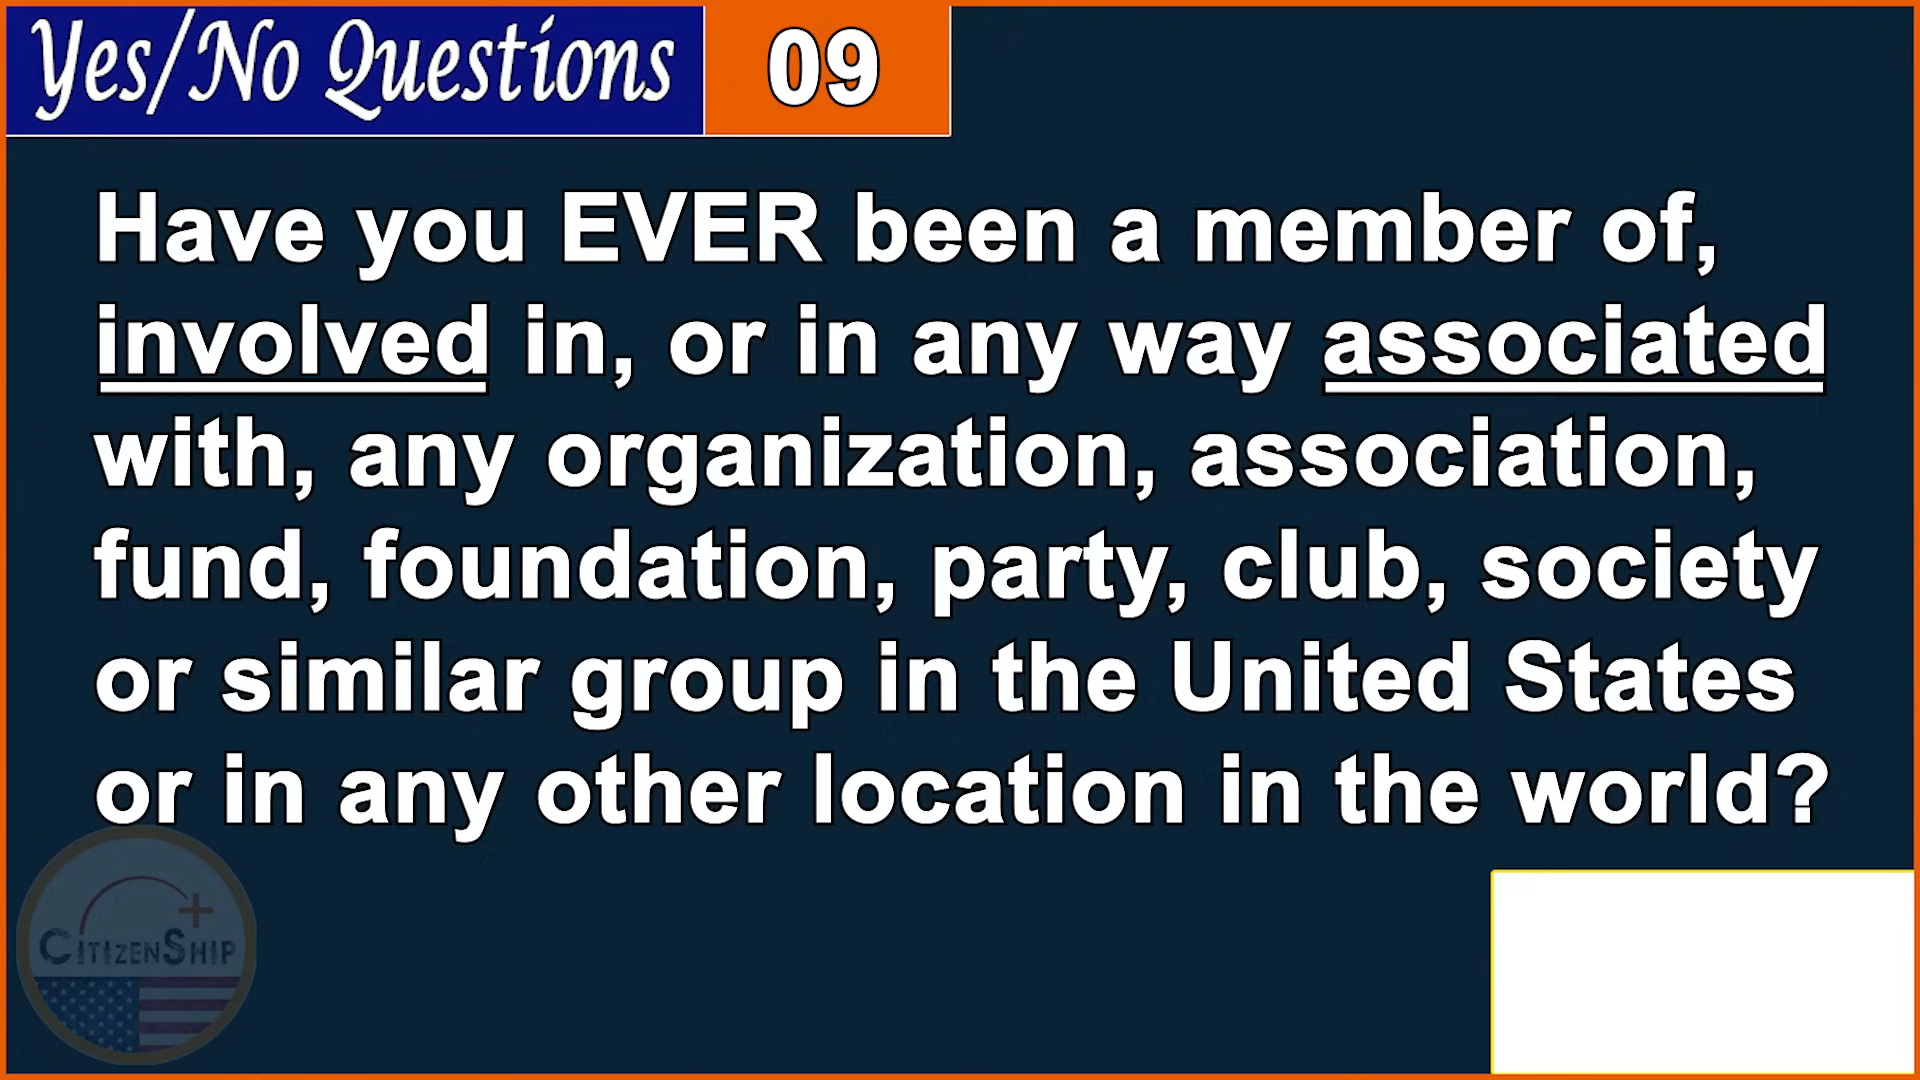 Yes/No Questions
09
Have you EVER been a member of,
involved in, or in any way associated
with, any organization, association,
fund, foundation, party, club, society
or similar group in the United States
or in any other location in the world?
CITIZENSHIP